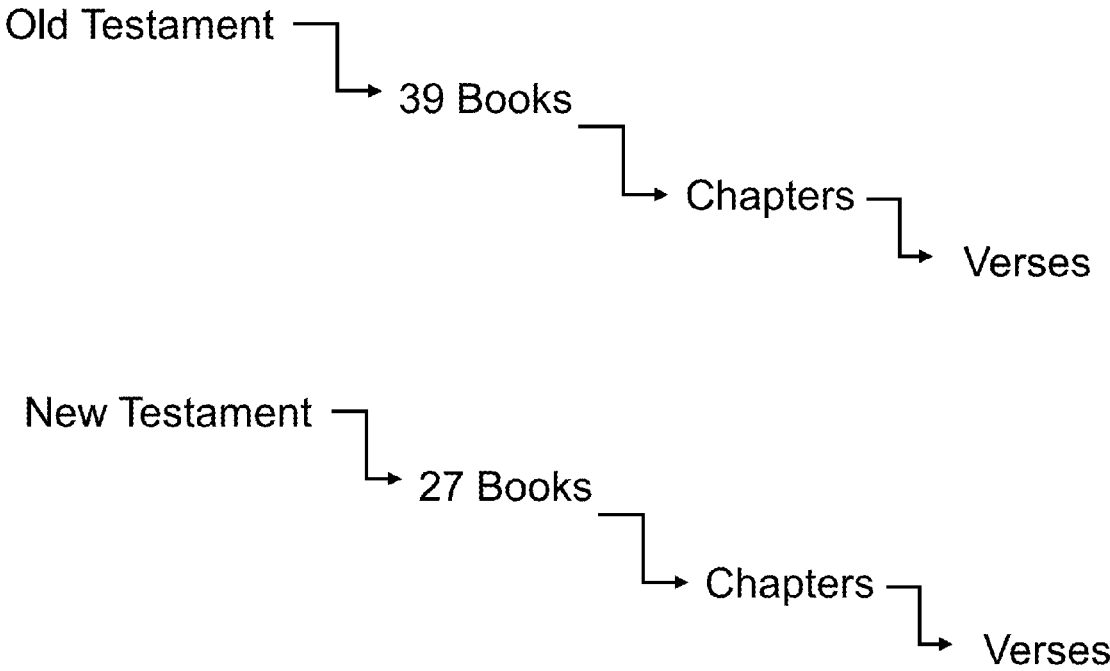 Old Testament
39 Books
Chapters
Verses
New Testament
27 Books
Chapters
Verses